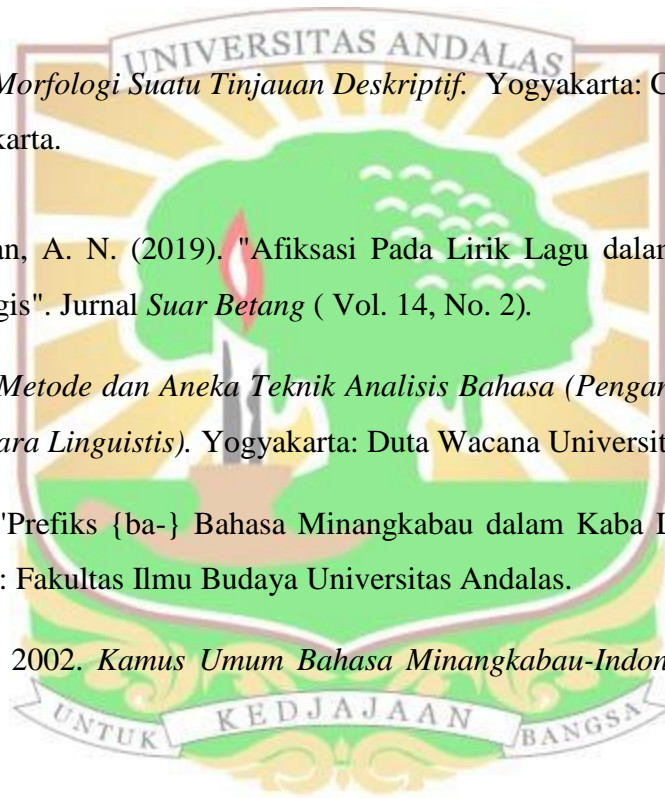 UNIVERSITAS ANDALAS
Morfologi Suatu Tinjauan Deskriptif. Yogyakarta: C
karta.
an, A. N. (2019). "Afiksasi Pada Lirik Lagu dalam
gis". Jurnal Suar Betang ( Vol. 14, No. 2).
Metode dan Aneka Teknik Analisis Bahasa (Pengan
ara Linguistis). Yogyakarta: Duta Wacana Universit
"Prefiks {ba-} Bahasa Minangkabau dalam Kaba
: Fakultas Ilmu Budaya Universitas Andalas.
2002. Kamus Umum Bahasa Minangkabau-Indon
UNTUK KEDJAJAAN BANGSA